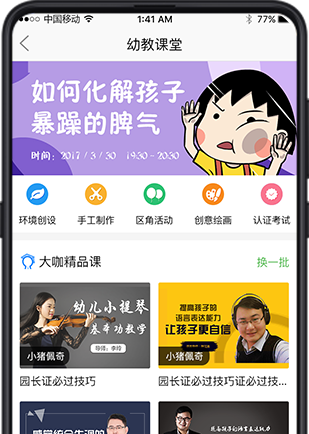 中国移动
1:41 AM
77%
幼教课堂
如何化解孩子
暴躁的脾气
时间：2017 / 3 / 30 19:30 - 20:30
环境创设
手工制作
区角活动
创意绘画
认证考试
大咖精品课
换一批
幼儿小提琴
基本功教学
导师：李玲
小猪佩奇
提高孩子的
语言表达能力
让孩子更自信
小猪佩奇
园长证必过技巧
园长证必过技巧证必过技...